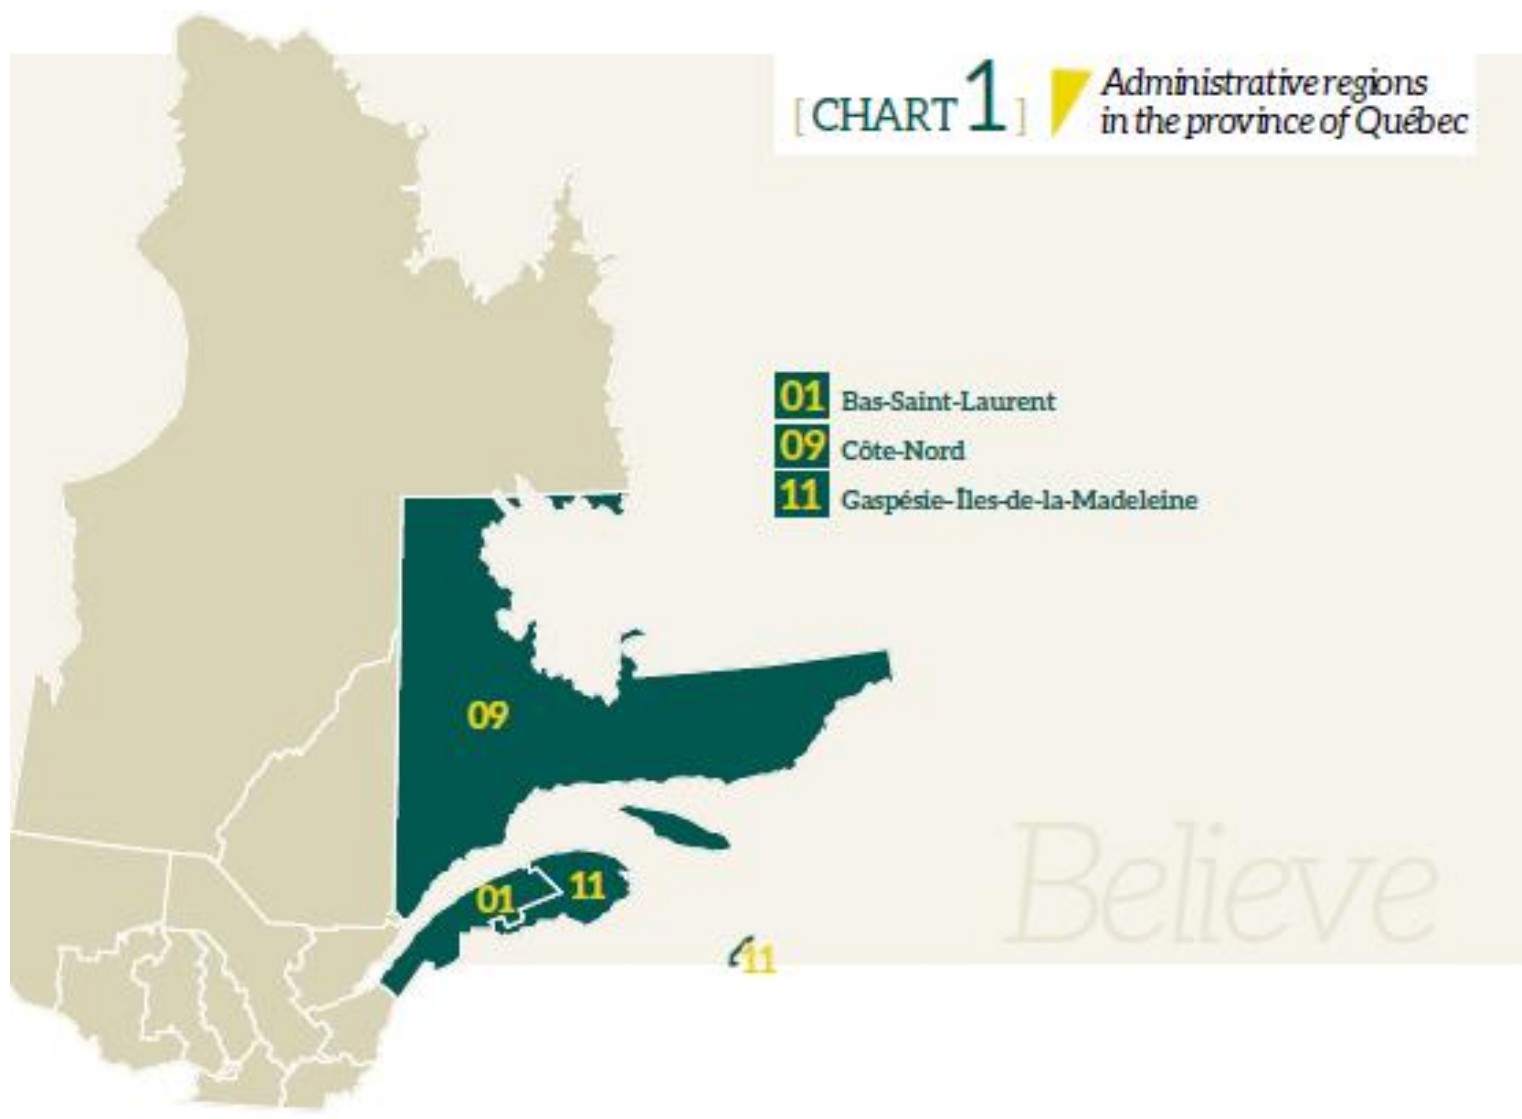 [ CHART 1 ]
Administrative regions
in the province of Québec
01 Bas-Saint-Laurent
09 Côte-Nord
11 Gaspésie-Îles-de-la-Madeleine
09
01
11
11
Believe